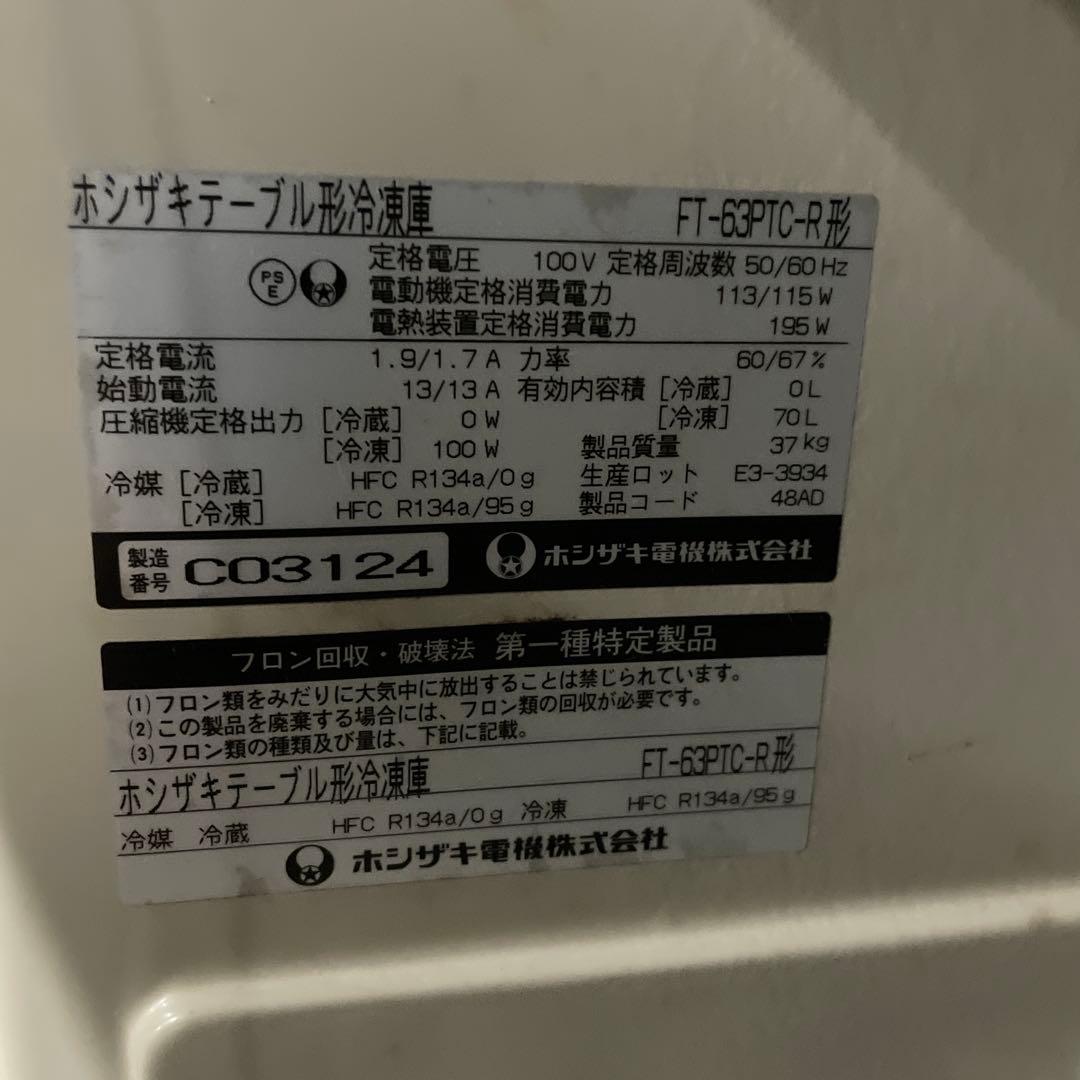 ホシザキテーブル形冷凍庫 FT-63PTC-R形
PS E
定格電圧 100V 定格周波数 50/60Hz
電動機定格消費電力 113/115W
電熱装置定格消費電力 195W
定格電流 1.9/1.7A 力率 60/67%
始動電流 13/13A 有効内容積 [冷蔵] 0L
圧縮機定格出力 [冷蔵] 0W [冷凍] 70L
[冷凍] 100W 製品質量 37kg
冷媒 [冷蔵] HFC R134a/0g 生産ロット E3-3934
[冷凍] HFC R134a/95g 製品コード 48AD
製造番号 C03124 ホシザキ電機株式会社
フロン回収・破壊法 第一種特定製品
(1)フロン類をみだりに大気中に放出することは禁じられています。
(2)この製品を廃棄する場合には、フロン類の回収が必要です。
(3)フロン類の種類及び量は、下記に記載。
ホシザキテーブル形冷凍庫 FT-63PTC-R形
冷媒 冷蔵 HFC R134a/0g 冷凍 HFC R134a/95g
ホシザキ電機株式会社